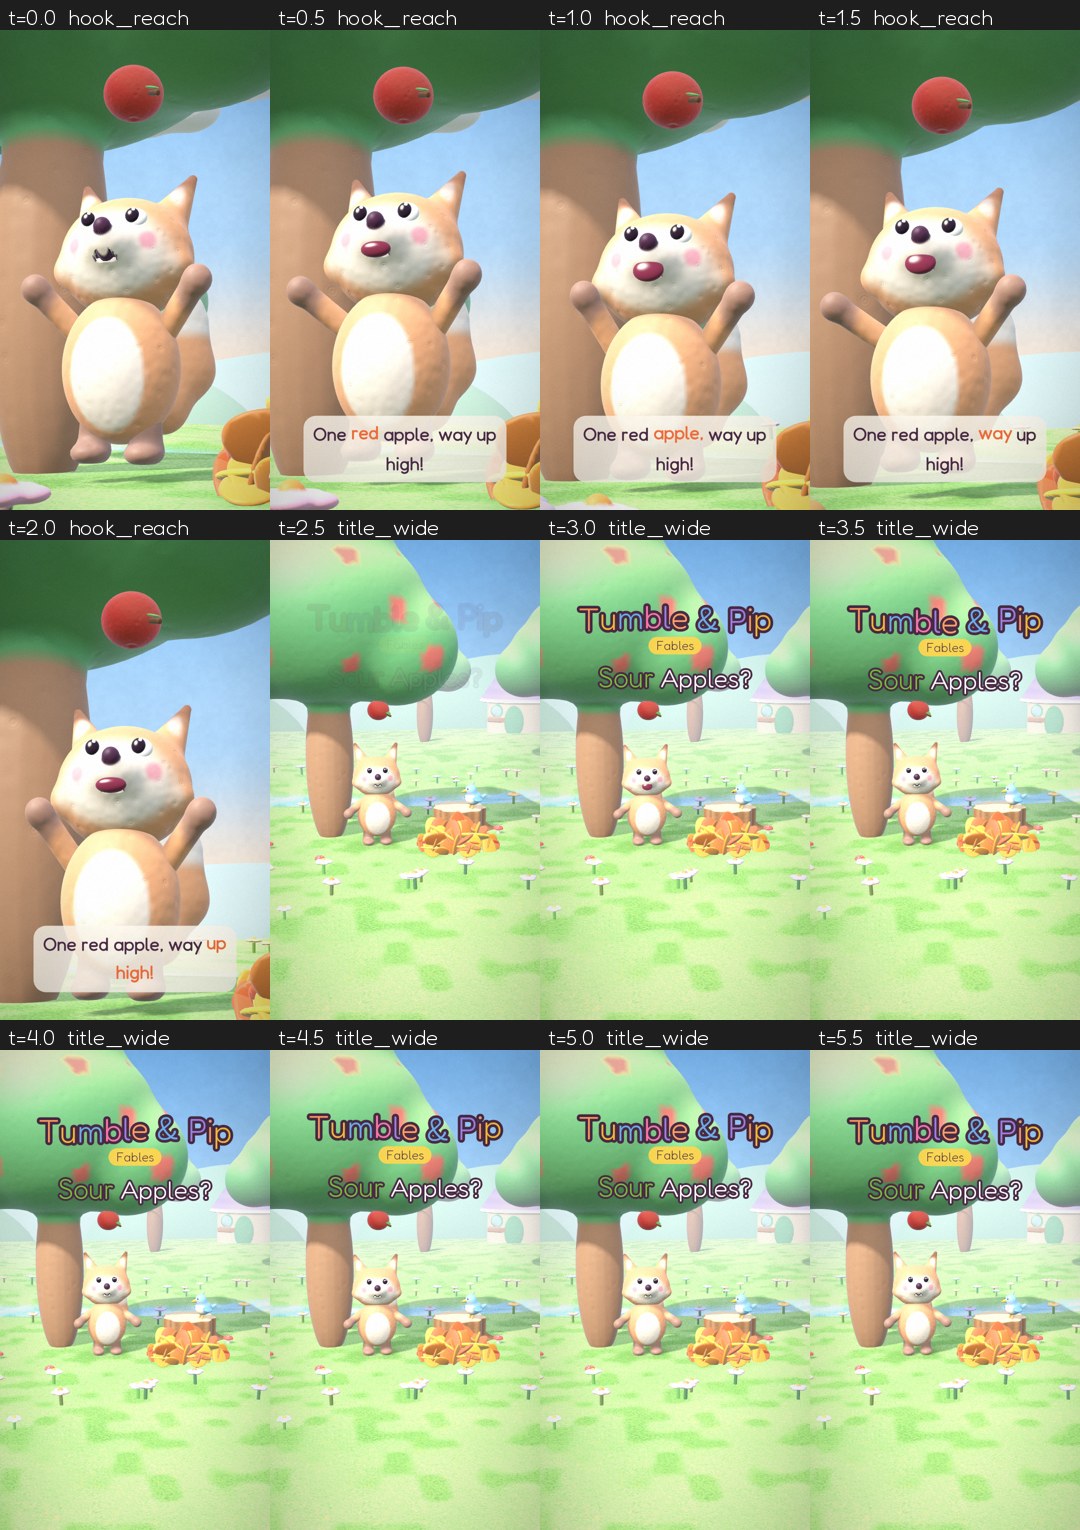 t=0.0 hook_reach
t=0.5 hook_reach
t=1.0 hook_reach
t=1.5 hook_reach
One red apple, way up
high!
One red apple, way up
high!
One red apple, way up
high!
t=2.0 hook_reach
t=2.5 title_wide
t=3.0 title_wide
t=3.5 title_wide
One red apple, way up
high!
Tumble & Pip
Sour Apples?
Tumble & Pip
Fables
Sour Apples?
Tumble & Pip
Fables
Sour Apples?
t=4.0 title_wide
t=4.5 title_wide
t=5.0 title_wide
t=5.5 title_wide
Tumble & Pip
Fables
Sour Apples?
Tumble & Pip
Fables
Sour Apples?
Tumble & Pip
Fables
Sour Apples?
Tumble & Pip
Fables
Sour Apples?